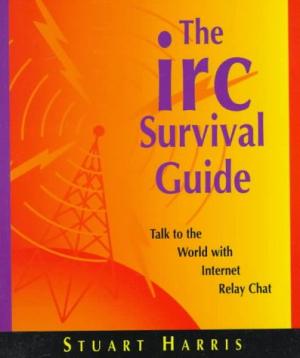 The
irc
Survival
Guide
Talk to the
World with
Internet
Relay Chat
STUART HARRIS